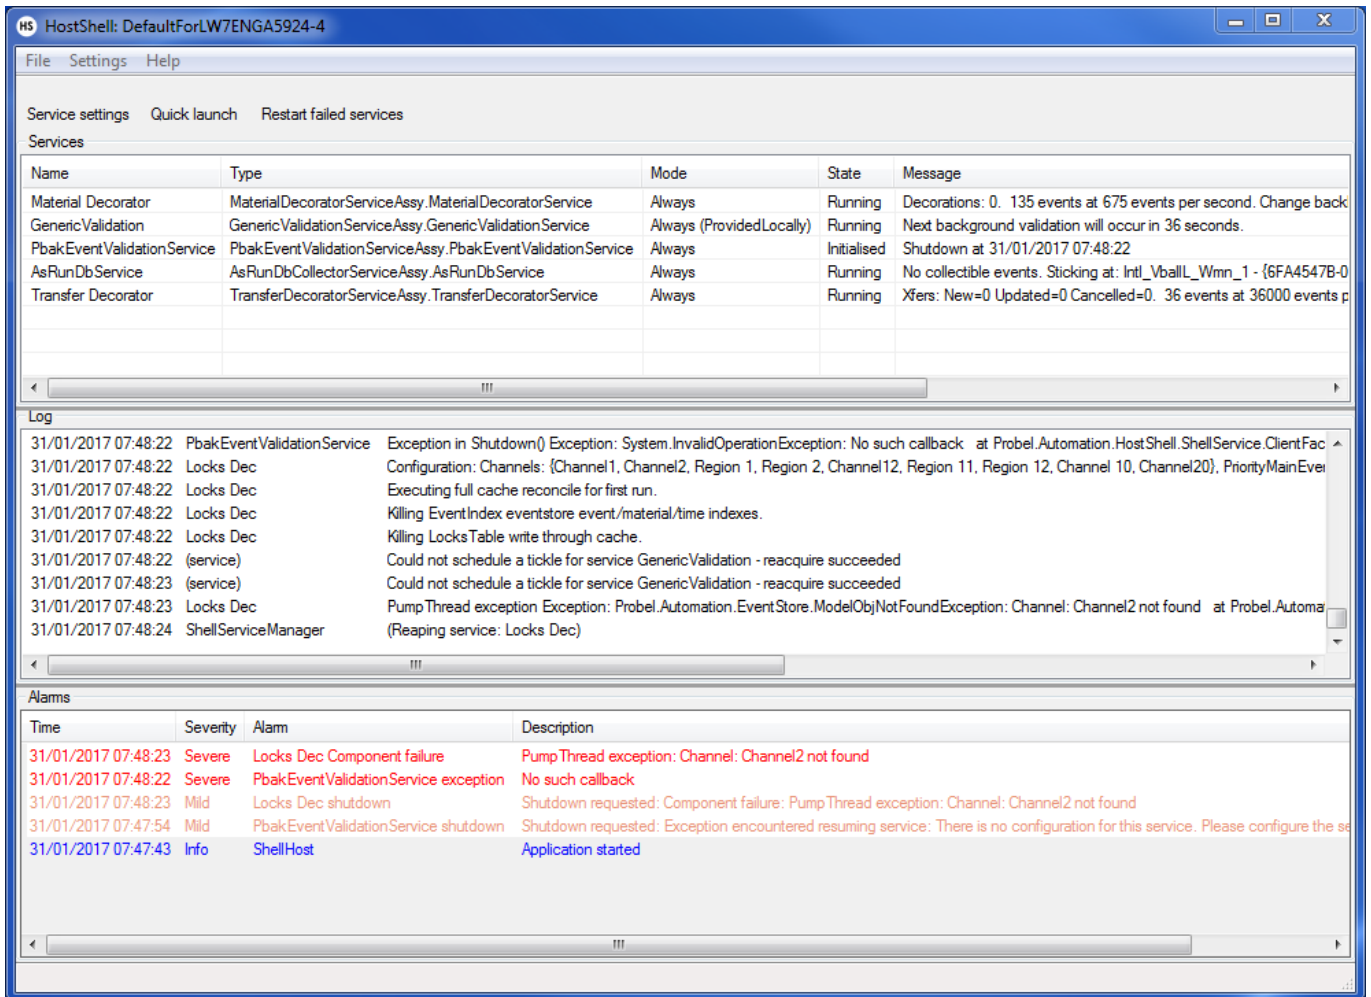 HS HostShell: DefaultForLW7ENGA5924-4
File Settings Help
Service settings Quick launch Restart failed services
Services
Name Type Mode State Message
Material Decorator MaterialDecoratorServiceAssy.MaterialDecoratorService Always Running Decorations: 0. 135 events at 675 events per second. Change back
GenericValidation GenericValidationServiceAssy.GenericValidationService Always (ProvidedLocally) Running Next background validation will occur in 36 seconds.
PbakEventValidationService PbakEventValidationServiceAssy.PbakEventValidationService Always Initialised Shutdown at 31/01/2017 07:48:22
AsRunDbService AsRunDbCollectorServiceAssy.AsRunDbService Always Running No collectible events. Sticking at: Intl_VballL_Wmn_1 - {6FA4547B-0
Transfer Decorator TransferDecoratorServiceAssy.TransferDecoratorService Always Running Xfers: New=0 Updated=0 Cancelled=0. 36 events at 36000 events p
Log
31/01/2017 07:48:22 PbakEventValidationService Exception in Shutdown() Exception: System.InvalidOperationException: No such callback at Probel.Automation.HostShell.ShellService.ClientFac
31/01/2017 07:48:22 Locks Dec Configuration: Channels: {Channel1, Channel2, Region 1, Region 2, Channel12, Region 11, Region 12, Channel 10, Channel20}, PriorityMainEve
31/01/2017 07:48:22 Locks Dec Executing full cache reconcile for first run.
31/01/2017 07:48:22 Locks Dec Killing EventIndex eventstore event/material/time indexes.
31/01/2017 07:48:22 Locks Dec Killing LocksTable write through cache.
31/01/2017 07:48:22 (service) Could not schedule a tickle for service GenericValidation - reacquire succeeded
31/01/2017 07:48:23 (service) Could not schedule a tickle for service GenericValidation - reacquire succeeded
31/01/2017 07:48:23 Locks Dec PumpThread exception Exception: Probel.Automation.EventStore.ModelObjNotFoundException: Channel: Channel2 not found at Probel.Automa
31/01/2017 07:48:24 ShellServiceManager (Reaping service: Locks Dec)
Alarms
Time Severity Alarm Description
31/01/2017 07:48:23 Severe Locks Dec Component failure PumpThread exception: Channel: Channel2 not found
31/01/2017 07:48:22 Severe PbakEventValidationService exception No such callback
31/01/2017 07:48:23 Mild Locks Dec shutdown Shutdown requested: Component failure: PumpThread exception: Channel: Channel2 not found
31/01/2017 07:47:54 Mild PbakEventValidationService shutdown Shutdown requested: Exception encountered resuming service: There is no configuration for this service. Please configure the se
31/01/2017 07:47:43 Info ShellHost Application started